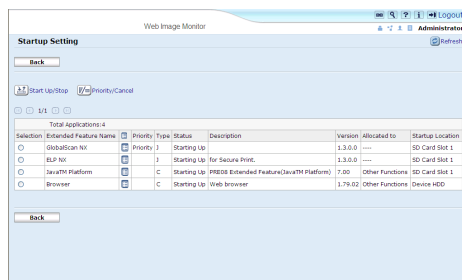 Logout
Web Image Monitor
Administrator
Startup Setting
Refresh
Back
Start Up/Stop Priority/Cancel
1/1
Total Applications:4
Selection Extended Feature Name Priority Type Status Description Version Allocated to Startup Location
GlobalScan NX Priority J Starting Up 1.3.0.0 ---- SD Card Slot 1
ELP NX J Starting Up for Secure Print. 1.3.0.0 ---- SD Card Slot 1
JavaTM Platform C Starting Up PRE08 Extended Feature(JavaTM Platform) 7.00 Other Functions SD Card Slot 1
Browser C Starting Up Web browser 1.79.02 Other Functions Device HDD
Back